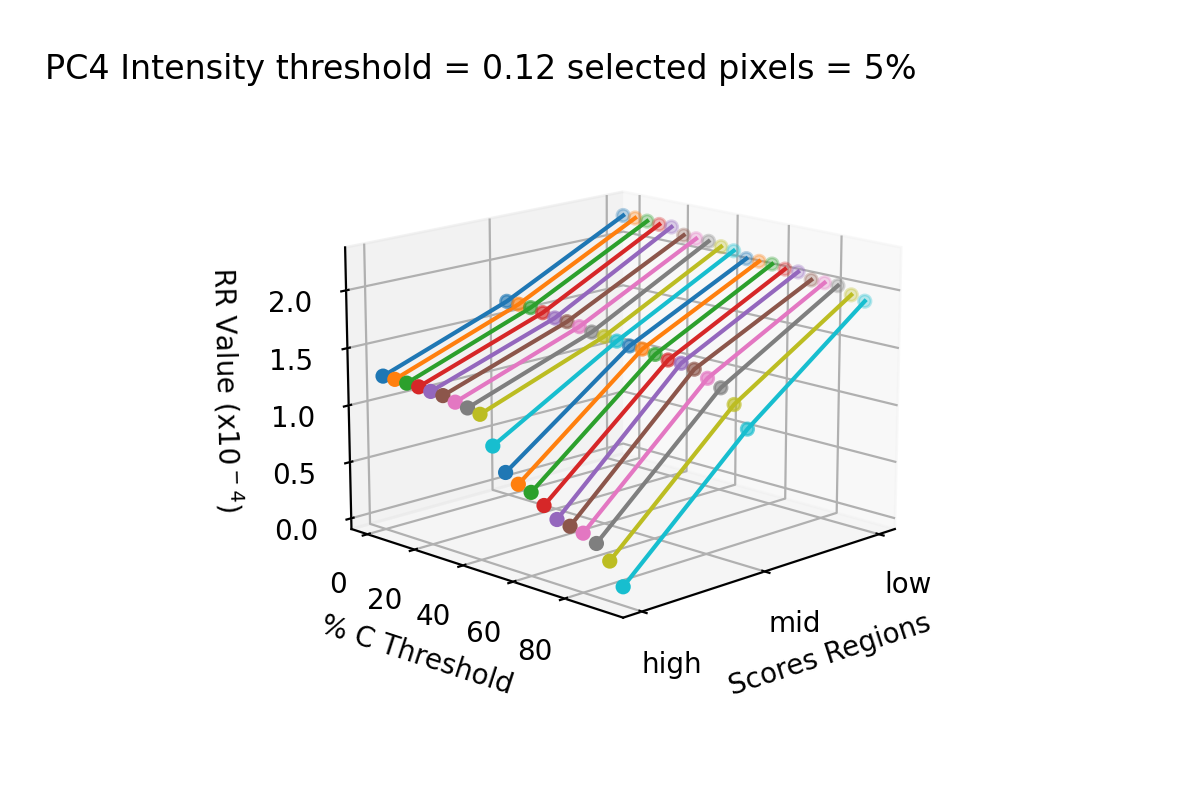 PC4 Intensity threshold = 0.12 selected pixels = 5%
RR Value (x10⁻⁴)
2.0
1.5
1.0
0.5
0.0
0
20
40
60
80
% C Threshold
high
mid
low
Scores Regions